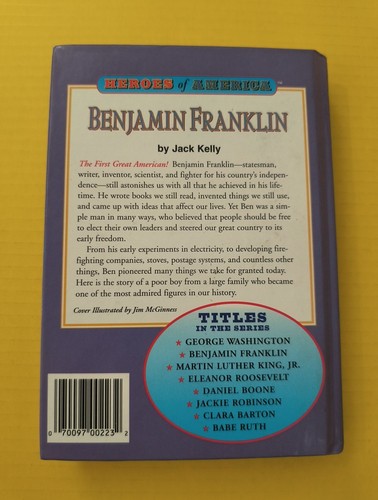 HEROES of AMERICA™
BENJAMIN FRANKLIN
by Jack Kelly
The First Great American! Benjamin Franklin—statesman,
writer, inventor, scientist, and fighter for his country's indepen-
dence—still astonishes us with all that he achieved in his life-
time. He wrote books we still read, invented things we still use,
and came up with ideas that affect our lives. Yet Ben was a sim-
ple man in many ways, who believed that people should be free
to elect their own leaders and steered our great country to its
early freedom.
From his early experiments in electricity, to developing fire-
fighting companies, stoves, postage systems, and countless other
things, Ben pioneered many things we take for granted today.
Here is the story of a poor boy from a large family who became
one of the most admired figures in our history.
Cover Illustrated by Jim McGinness
TITLES
IN THE SERIES
★ GEORGE WASHINGTON
★ BENJAMIN FRANKLIN
★ MARTIN LUTHER KING, JR.
★ ELEANOR ROOSEVELT
★ DANIEL BOONE
★ JACKIE ROBINSON
★ CLARA BARTON
★ BABE RUTH
0 70097 00223 2